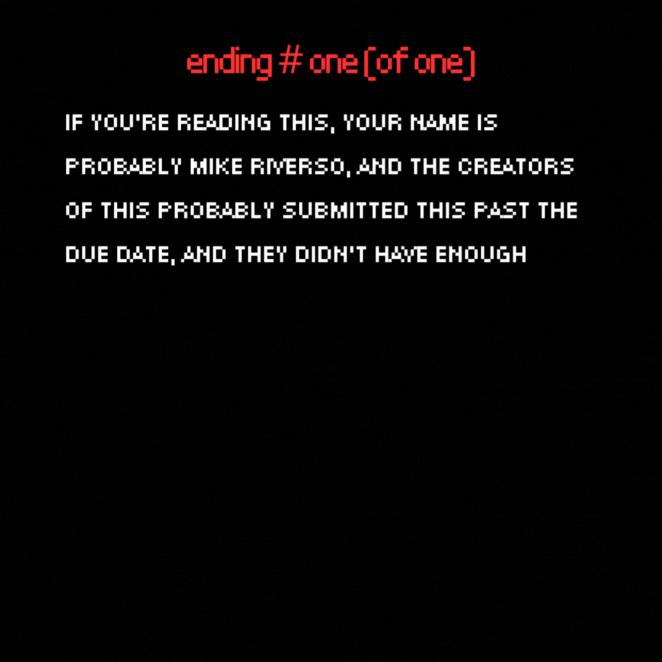 ending # one (of one)
IF YOU'RE READING THIS, YOUR NAME IS
PROBABLY MIKE RIVERSO, AND THE CREATORS
OF THIS PROBABLY SUBMITTED THIS PAST THE
DUE DATE, AND THEY DIDN'T HAVE ENOUGH